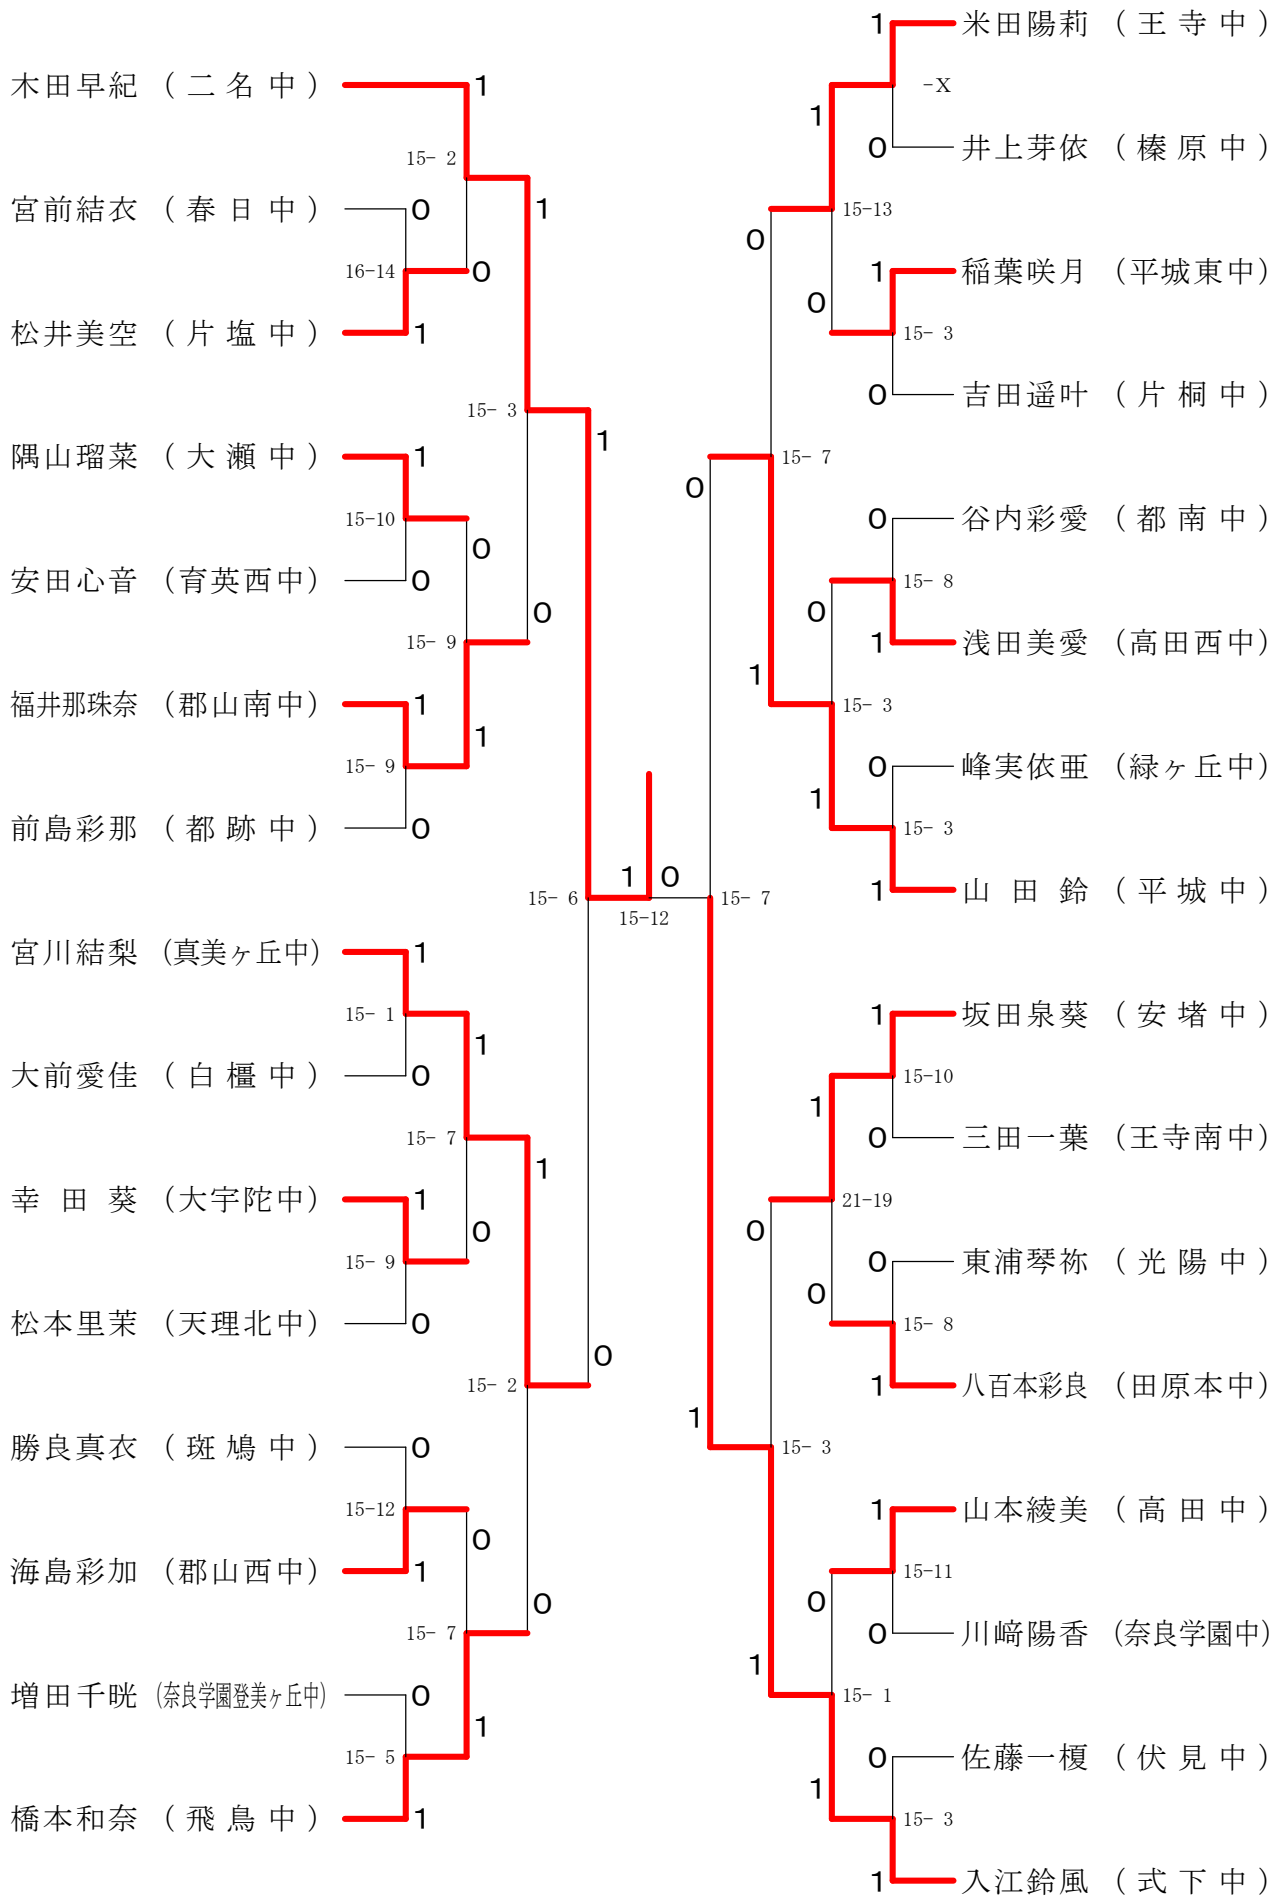 木田早紀 （二名中） 1
15- 2
宮前結衣 （春日中） 0
1
16-14
0
松井美空 （片塩中） 1
15- 3
1
隅山瑠菜 （大瀬中） 1
15-10
0
安田心音 （育英西中） 0
0
15- 9
福井那珠奈 （郡山南中） 1
1
15- 9
前島彩那 （都跡中） 0
15- 6
宮川結梨 （真美ヶ丘中） 1
15- 1
1
大前愛佳 （白橿中） 0
15- 7
1
幸田葵 （大宇陀中） 1
0
15- 9
松本里茉 （天理北中） 0
0
15- 2
勝良真衣 （斑鳩中） 0
15-12
0
海島彩加 （郡山西中） 1
0
15- 7
増田千晄 （奈良学園登美ヶ丘中） 0
1
15- 5
橋本和奈 （飛鳥中） 1
1 0
15-12
1 米田陽莉 （王寺中）
-X
1
0 井上芽依 （榛原中）
15-13
0
1 稲葉咲月 （平城東中）
0
15- 3
0 吉田遥叶 （片桐中）
15- 7
0
0 谷内彩愛 （都南中）
15- 8
0
1 浅田美愛 （高田西中）
1
15- 3
0 峰実依亜 （緑ヶ丘中）
1
15- 3
1 山田鈴 （平城中）
15- 7
1 坂田泉葵 （安堵中）
15-10
1
0 三田一葉 （王寺南中）
21-19
0
0 東浦琴祢 （光陽中）
0
15- 8
1 八百本彩良 （田原本中）
1
15- 3
1 山本綾美 （高田中）
15-11
0
0 川﨑陽香 （奈良学園中）
1
15- 1
0 佐藤一榎 （伏見中）
1
15- 3
1 入江鈴風 （式下中）